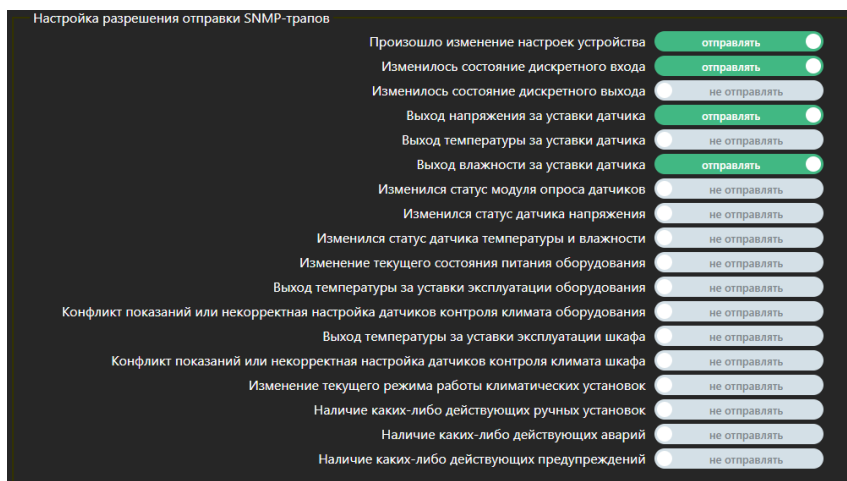 Настройка разрешения отправки SNMP-трапов
Произошло изменение настроек устройства отправлять
Изменилось состояние дискретного входа отправлять
Изменилось состояние дискретного выхода не отправлять
Выход напряжения за уставки датчика отправлять
Выход температуры за уставки датчика не отправлять
Выход влажности за уставки датчика отправлять
Изменился статус модуля опроса датчиков не отправлять
Изменился статус датчика напряжения не отправлять
Изменился статус датчика температуры и влажности не отправлять
Изменение текущего состояния питания оборудования не отправлять
Выход температуры за уставки эксплуатации оборудования не отправлять
Конфликт показаний или некорректная настройка датчиков контроля климата оборудования не отправлять
Выход температуры за уставки эксплуатации шкафа не отправлять
Конфликт показаний или некорректная настройка датчиков контроля климата шкафа не отправлять
Изменение текущего режима работы климатических установок не отправлять
Наличие каких-либо действующих ручных установок не отправлять
Наличие каких-либо действующих аварий не отправлять
Наличие каких-либо действующих предупреждений не отправлять